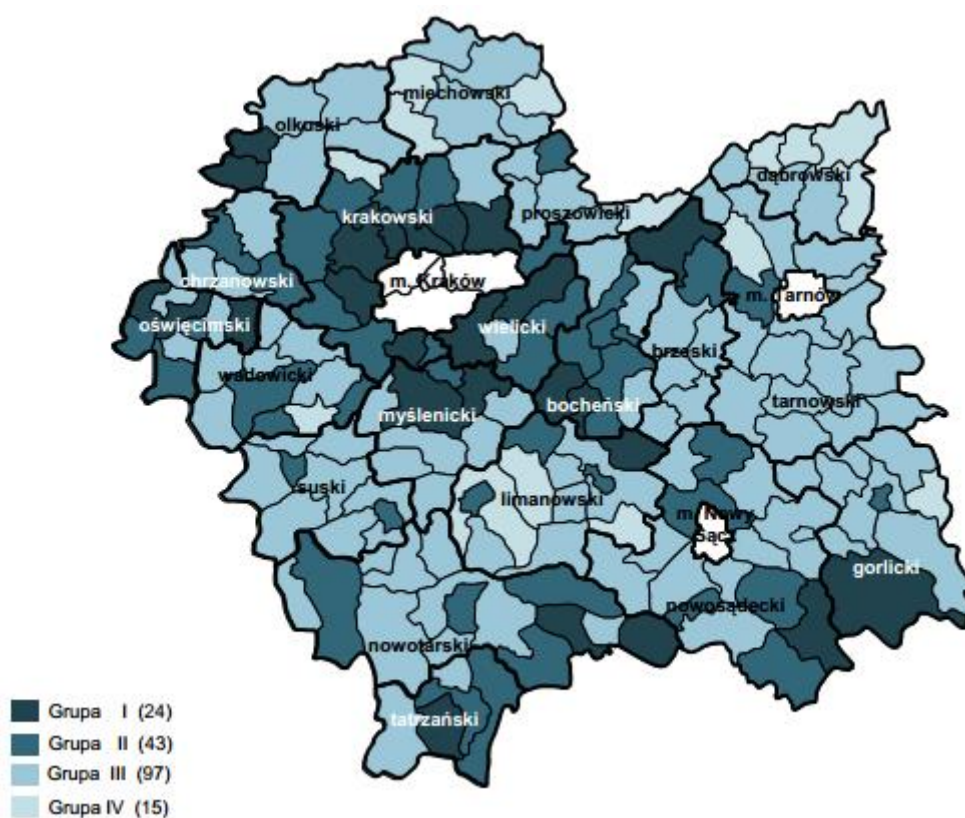 miechowski
olkuski
dąbrowski
krakowski
proszowicki
chrzanowski
m. Kraków
m. Tarnów
oświęcimski
wielicki
brzeski
wadowicki
tarnowski
myślenicki
bocheński
suski
limanowski
m. Nowy
Sącz
gorlicki
nowosądecki
nowotarski
tatrzański
Grupa I (24)
Grupa II (43)
Grupa III (97)
Grupa IV (15)